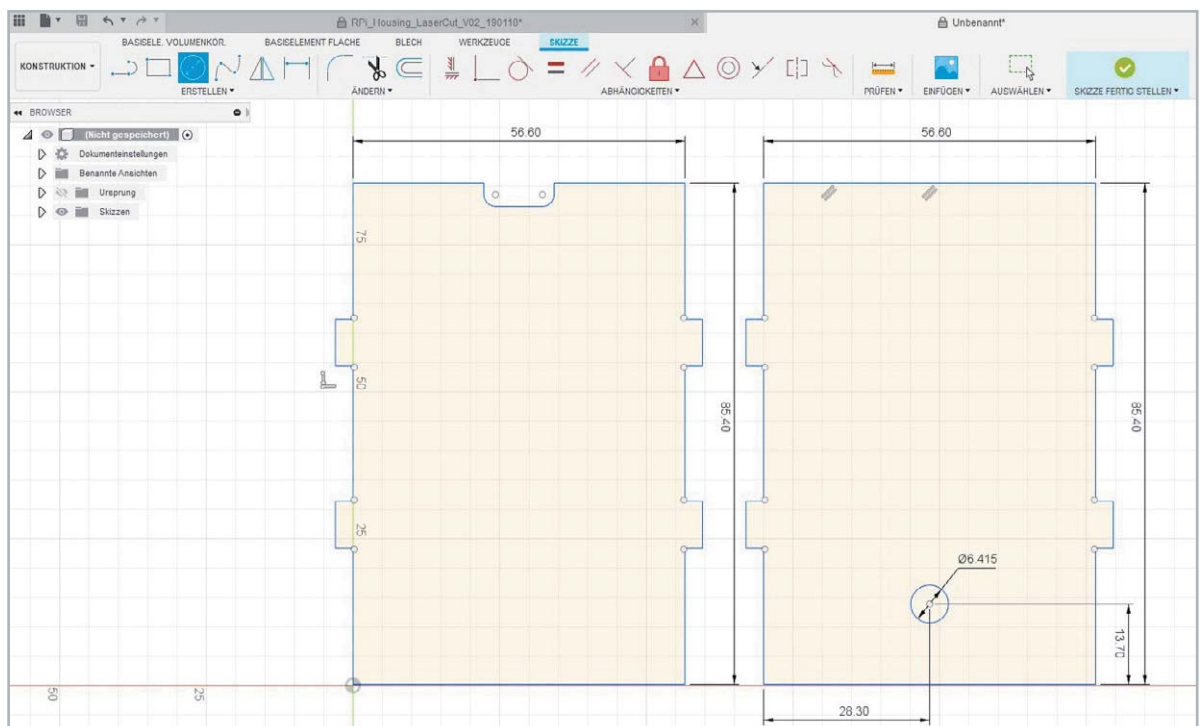 RPi_Housing_LaserCut_V02_190110*
Unbenannt*
BASISELE. VOLUMENKÖR.
BASISELEMENT FLÄCHE
BLECH
WERKZEUGE
SKIZZE
KONSTRUKTION
ERSTELLEN
ÄNDERN
ABHÄNGIGKEITEN
PRÜFEN
EINFÜGEN
AUSWÄHLEN
SKIZZE FERTIG STELLEN
BROWSER
(Nicht gespeichert)
Dokumenteinstellungen
Benannte Ansichten
Ursprung
Skizzen
56.60
56.60
75
50
85.40
85.40
25
Ø6.415
13.70
50
25
28.30